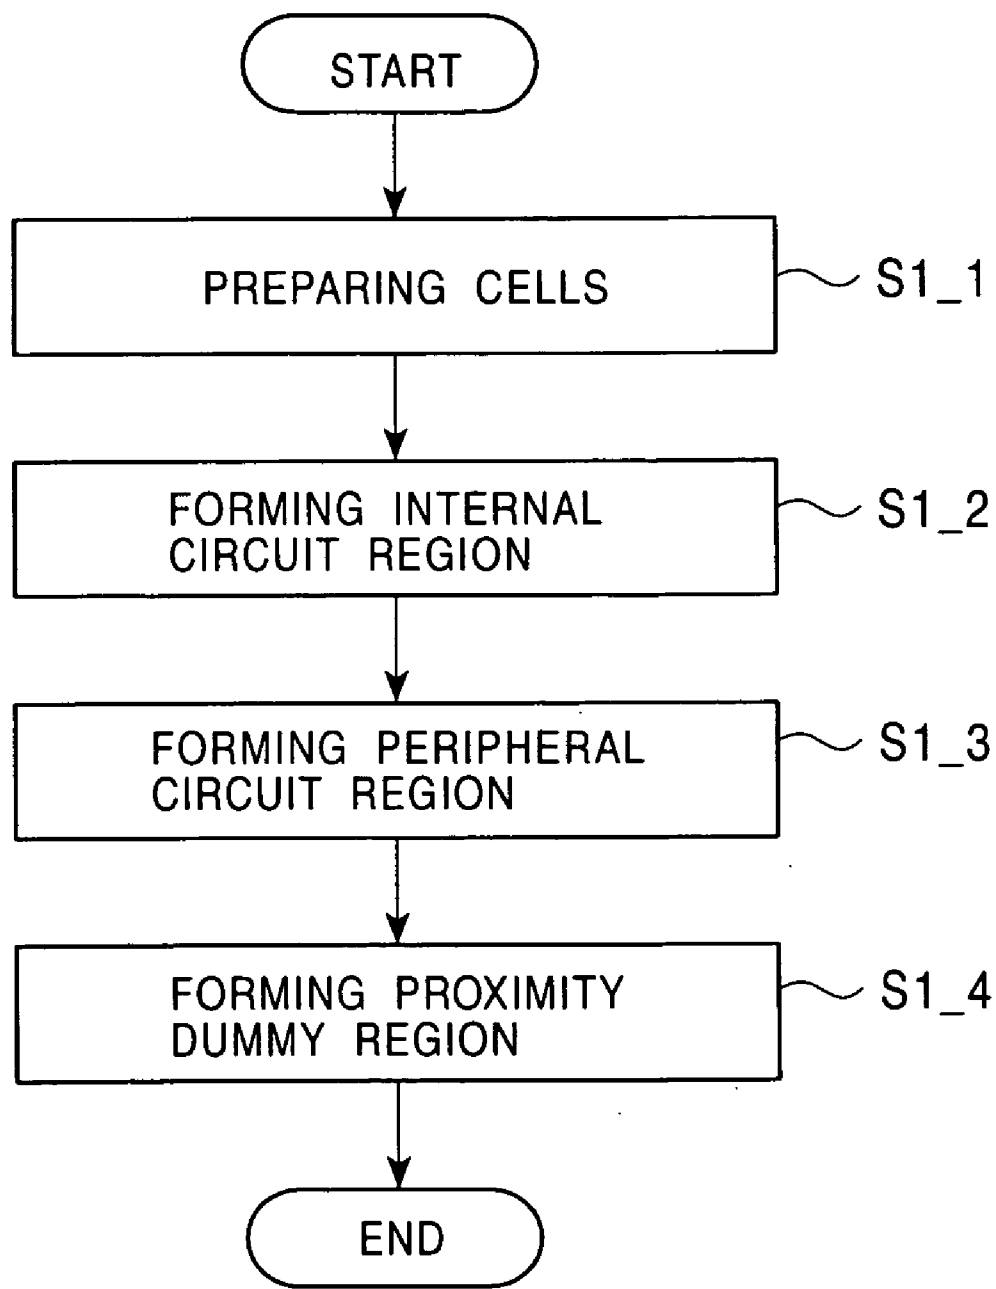 START
PREPARING CELLS
S1_1
FORMING INTERNAL
CIRCUIT REGION
S1_2
FORMING PERIPHERAL
CIRCUIT REGION
S1_3
FORMING PROXIMITY
DUMMY REGION
S1_4
END